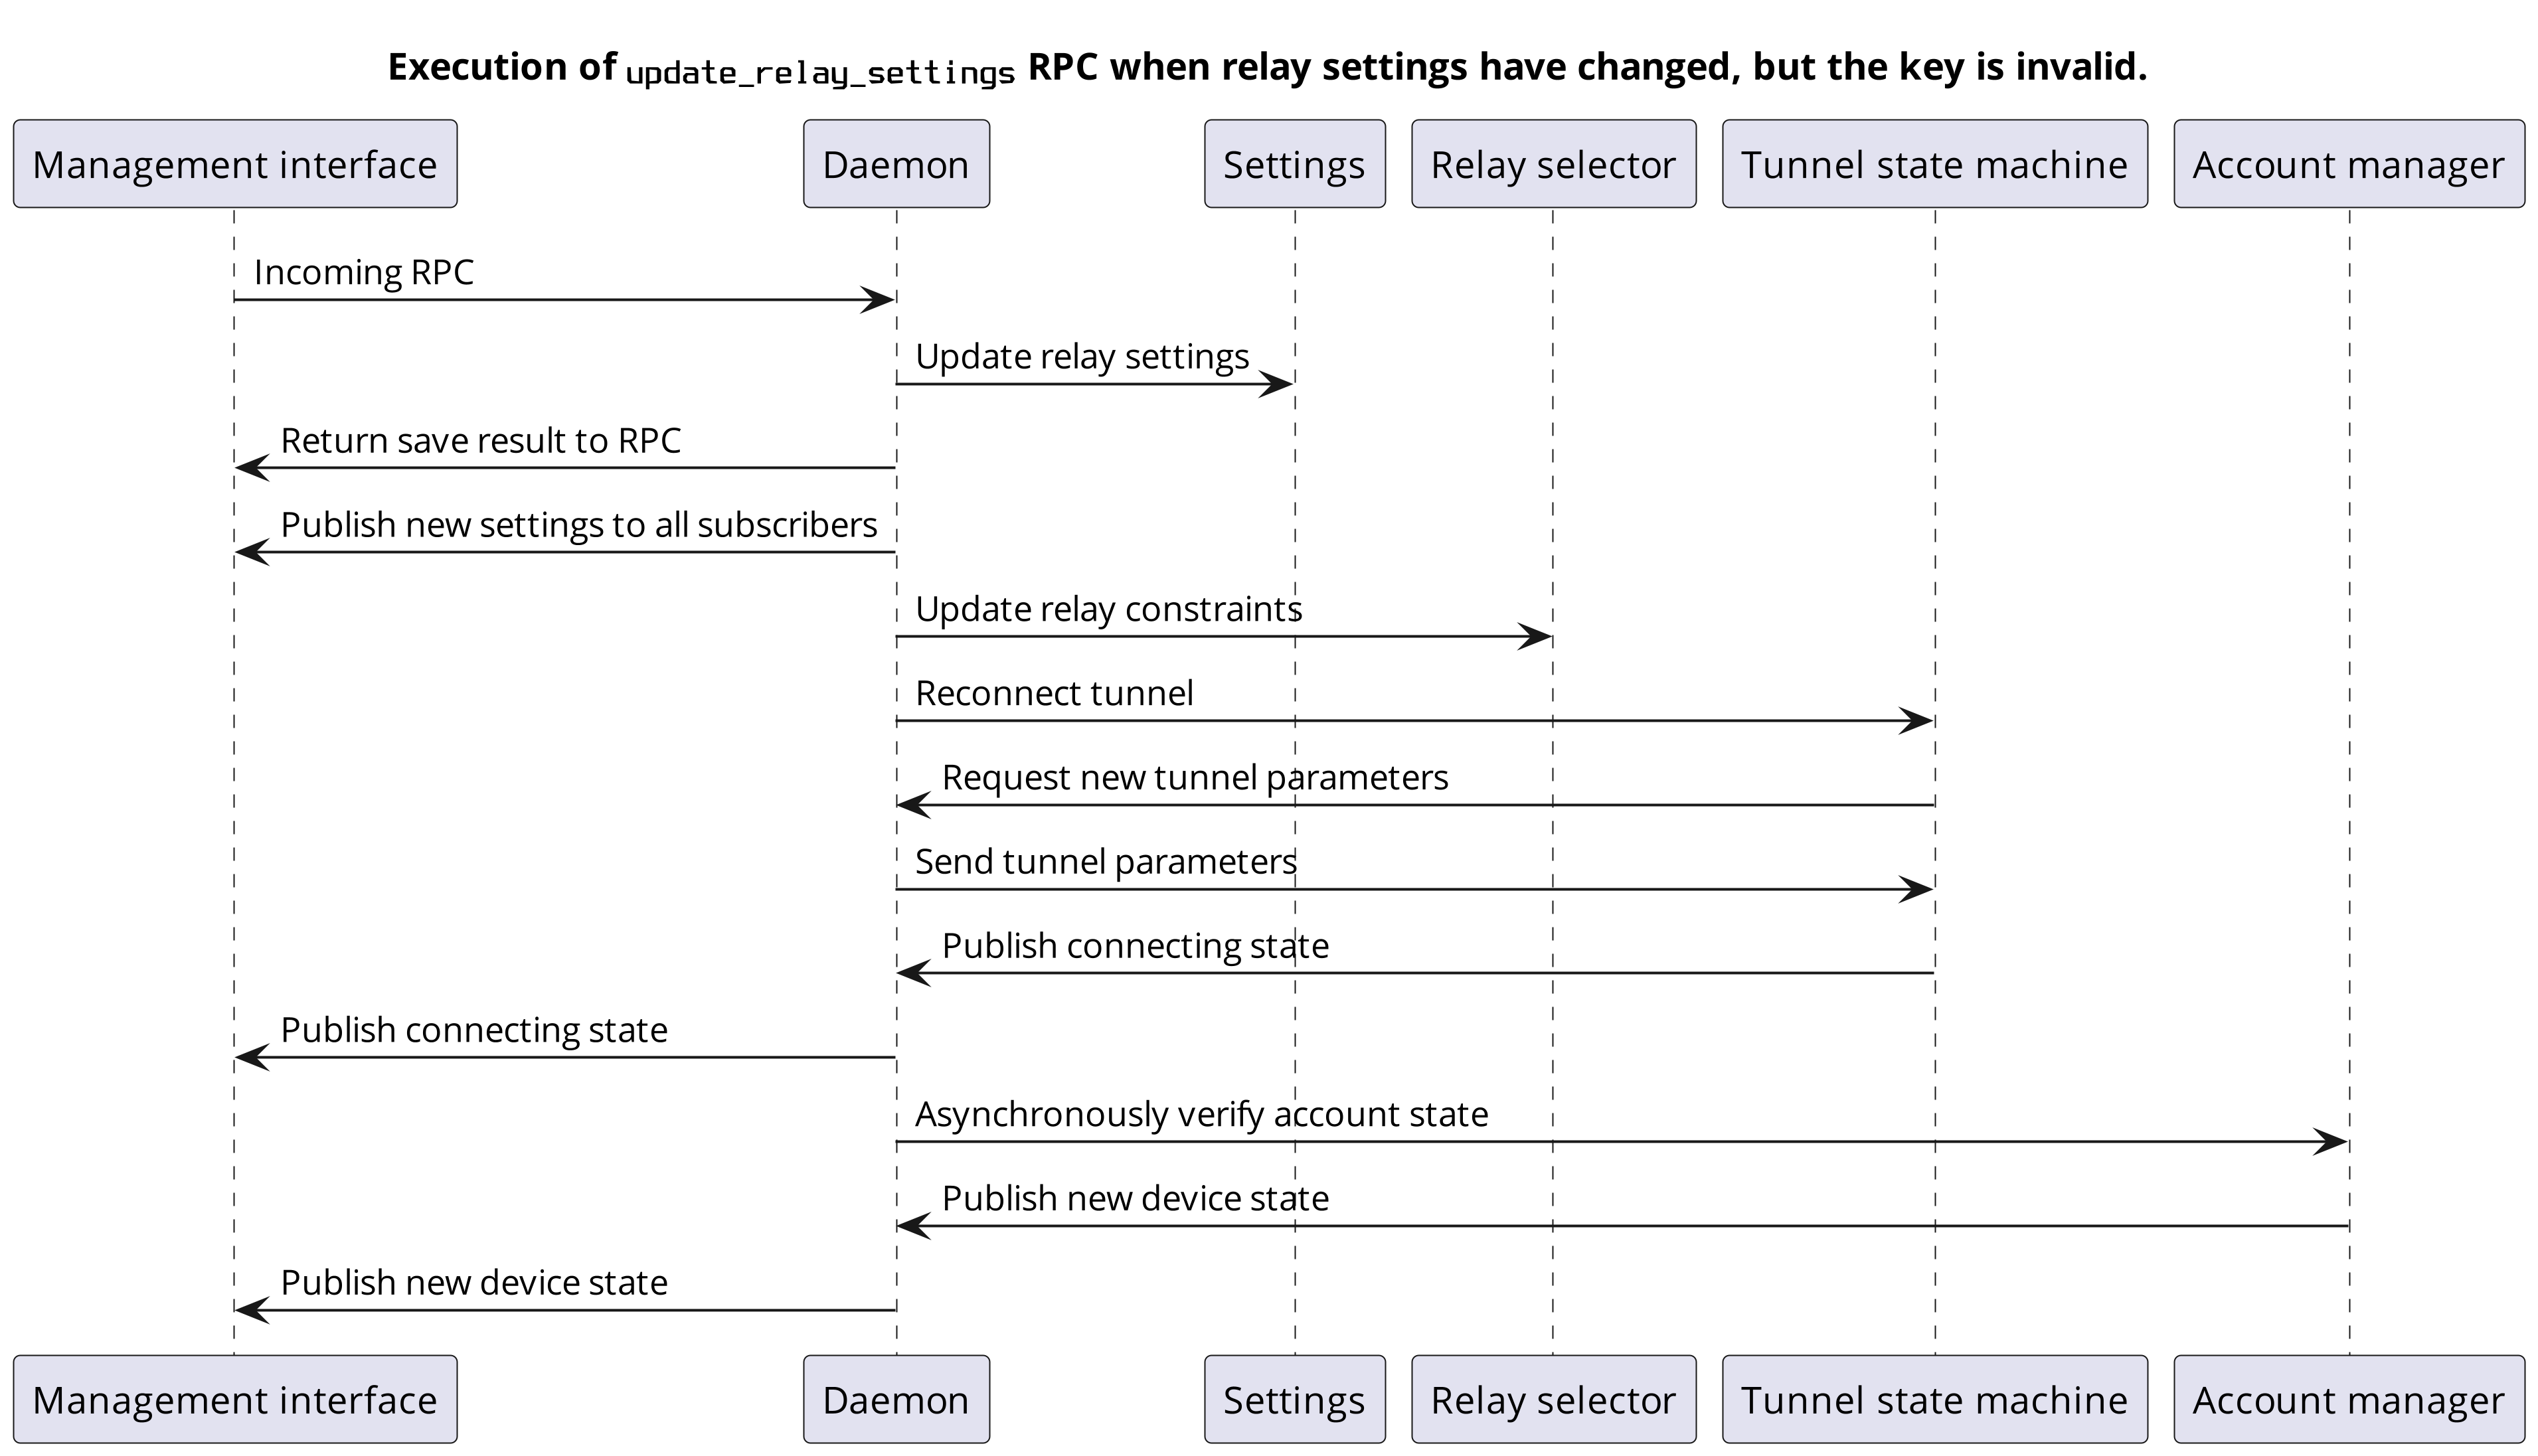 Execution of update_relay_settings RPC when relay settings have changed, but the key is invalid.
Management interface Daemon Settings Relay selector Tunnel state machine Account manager
Incoming RPC
Update relay settings
Return save result to RPC
Publish new settings to all subscribers
Update relay constraints
Reconnect tunnel
Request new tunnel parameters
Send tunnel parameters
Publish connecting state
Publish connecting state
Asynchronously verify account state
Publish new device state
Publish new device state
Management interface Daemon Settings Relay selector Tunnel state machine Account manager